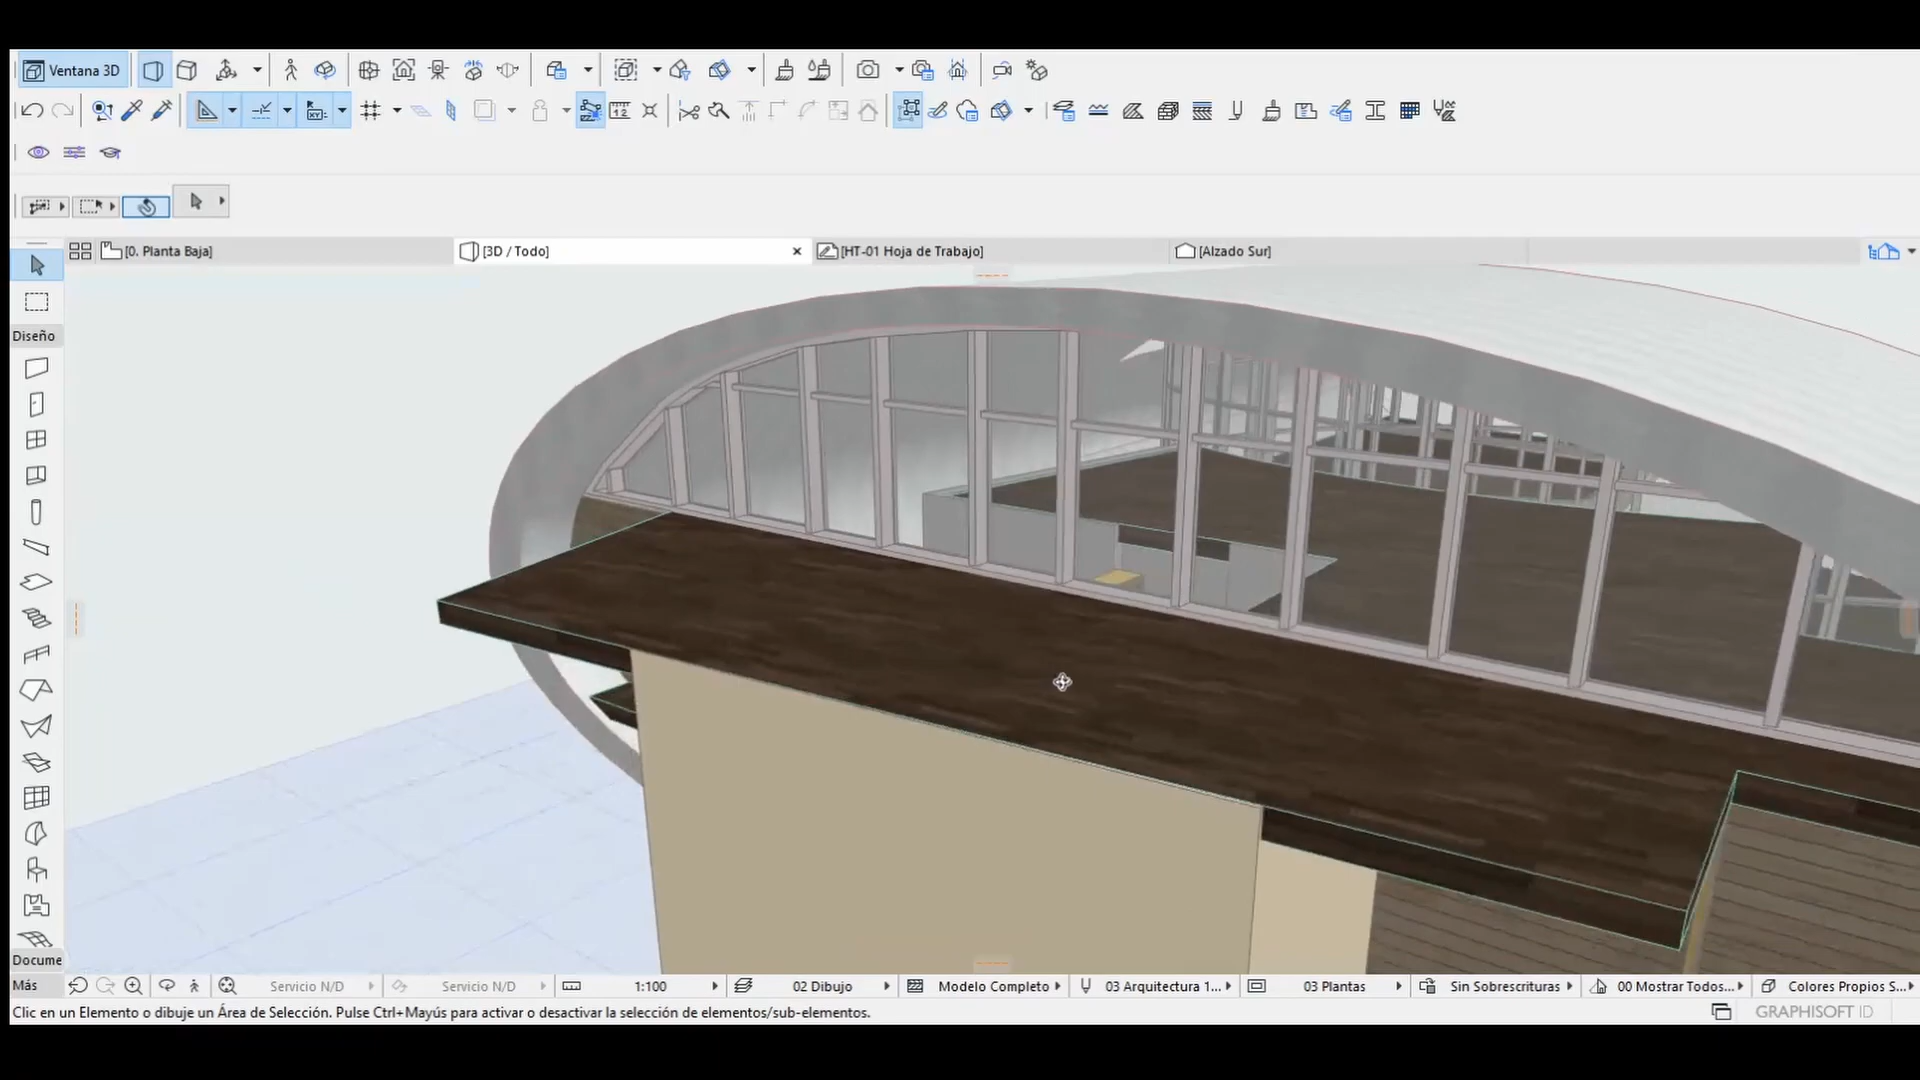 Ventana 3D
[0. Planta Baja]
[3D / Todo]
[HT-01 Hoja de Trabajo]
[Alzado Sur]
Diseño
Docume
Más
Servicio N/D
Servicio N/D
1:100
02 Dibujo
Modelo Completo
03 Arquitectura 1...
03 Plantas
Sin Sobrescrituras
00 Mostrar Todos...
Colores Propios S...
Clic en un Elemento o dibuje un Área de Selección. Pulse Ctrl+Mayús para activar o desactivar la selección de elementos/sub-elementos.
GRAPHISOFT ID